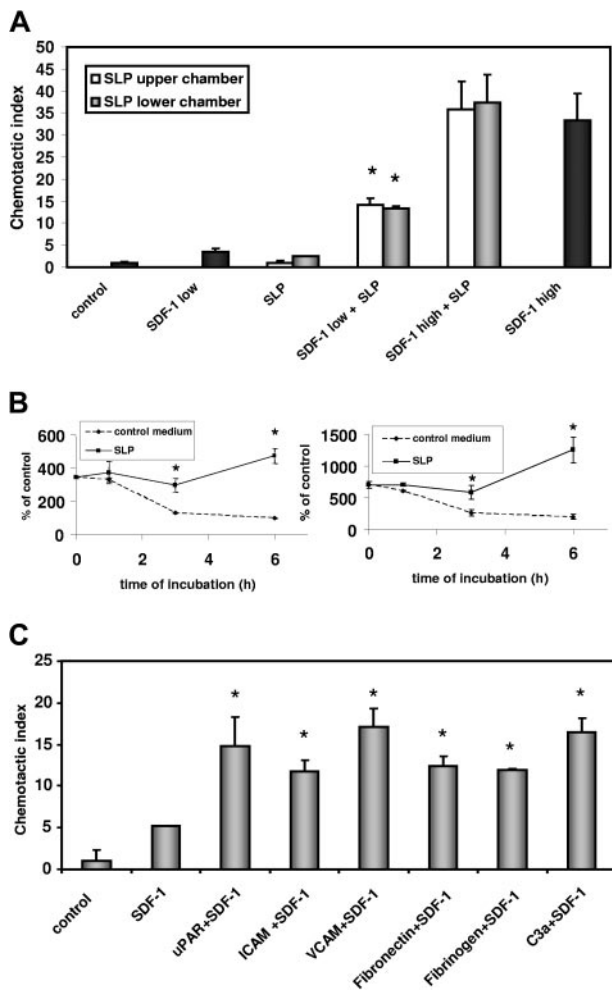 A
50
45
40
35
30
25
20
15
10
5
0
Chemotactic index
SLP upper chamber
SLP lower chamber
* *
control
SDF-1 low
SLP
SDF-1 low + SLP
SDF-1 high + SLP
SDF-1 high
B
600
400
200
0
% of control
control medium
SLP
*
*
0 2 4 6
time of incubation (h)
1500
1000
500
0
% of control
control medium
SLP
*
*
0 2 4 6
time of incubation (h)
C
25
20
15
10
5
0
Chemotactic index
* * * * * *
control
SDF-1
uPAR+SDF-1
ICAM +SDF-1
VCAM+SDF-1
Fibronectin+SDF-1
Fibrinogen+SDF-1
C3a+SDF-1